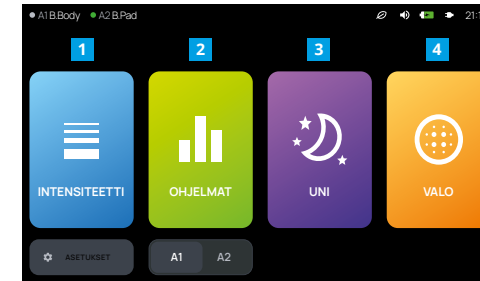 A1 B.Body A2 B.Pad
1 2 3 4
INTENSITEETTI OHJELMAT UNI VALO
ASETUKSET A1 A2